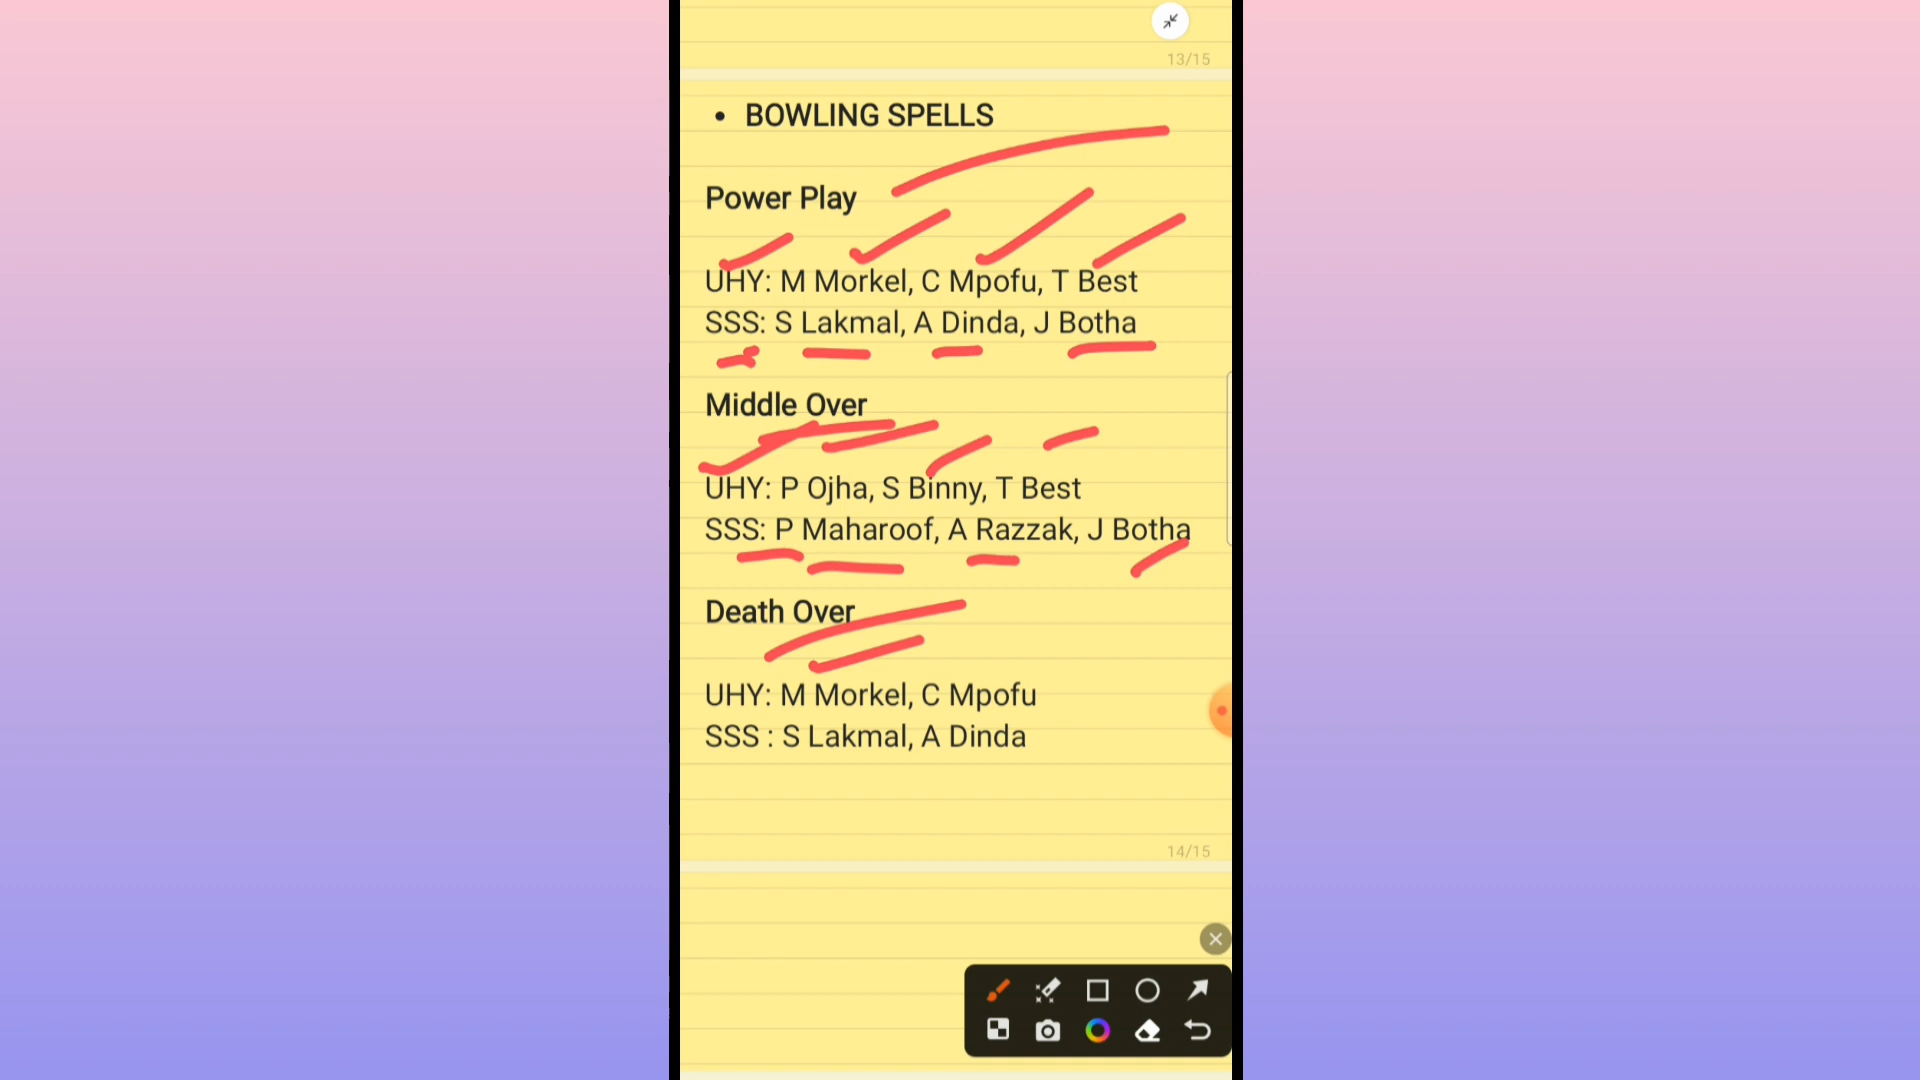 13/15
• BOWLING SPELLS
Power Play
UHY: M Morkel, C Mpofu, T Best
SSS: S Lakmal, A Dinda, J Botha
Middle Over
UHY: P Ojha, S Binny, T Best
SSS: P Maharoof, A Razzak, J Botha
Death Over
UHY: M Morkel, C Mpofu
SSS : S Lakmal, A Dinda
14/15